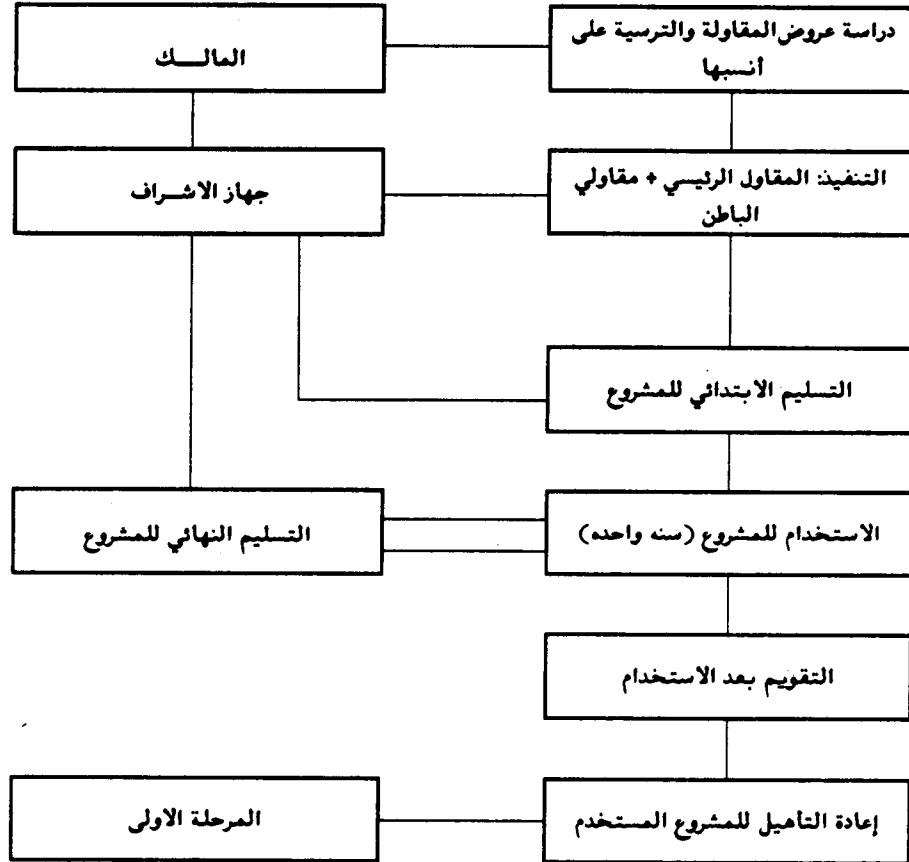 دراسة عروض المقاولة والترسية على
أنسبها
المالـــك
التنفيذ: المقاول الرئيسي + مقاولي
الباطن
جهاز الاشـــراف
التسليم الابتدائي للمشروع
الاستخدام للمشروع (سنه واحده)
التسليم النهائي للمشروع
التقويم بعد الاستخدام
إعادة التأهيل للمشروع المستخدم
المرحلة الاولى